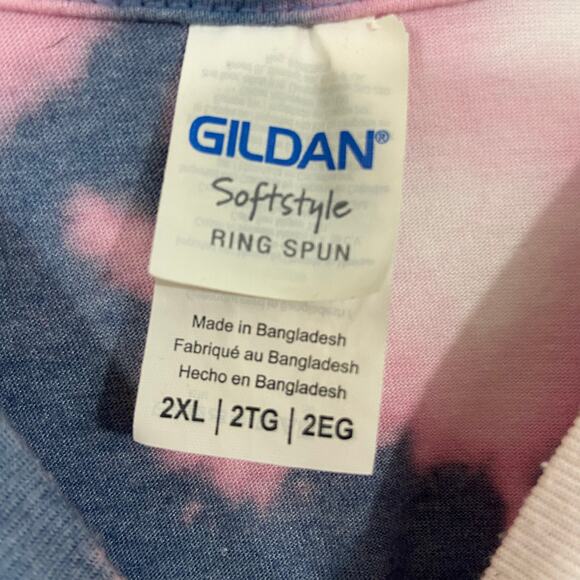 GILDAN®
Softstyle
RING SPUN
Made in Bangladesh
Fabriqué au Bangladesh
Hecho en Bangladesh
2XL | 2TG | 2EG